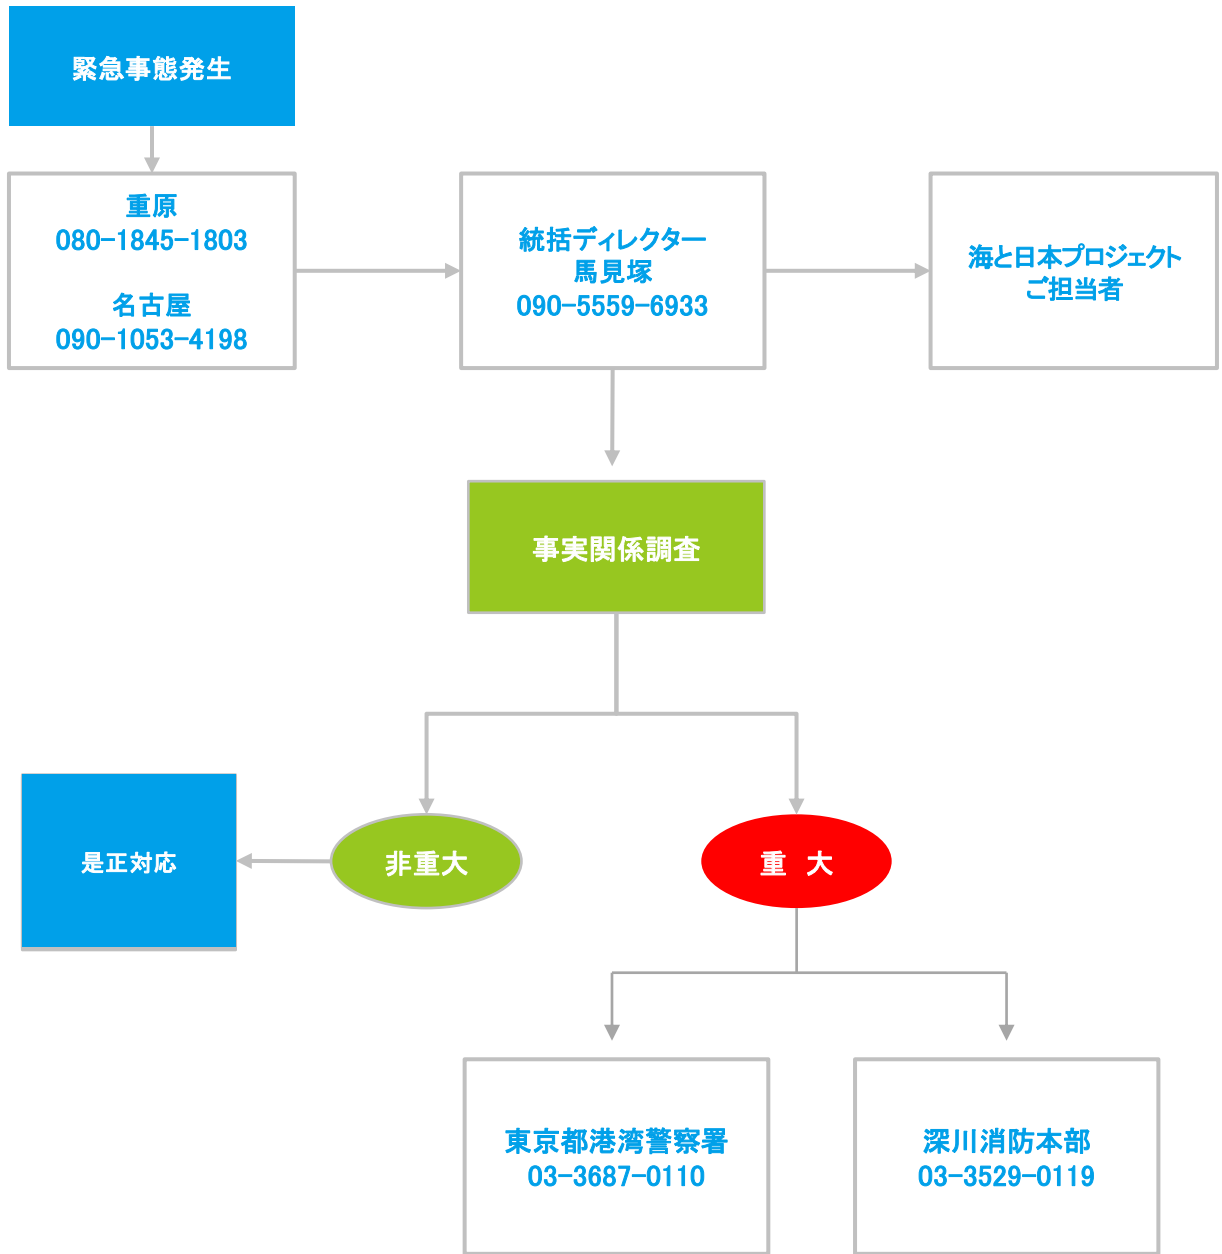 緊急事態発生
重原
080-1845-1803
名古屋
090-1053-4198
統括ディレクター
馬見塚
090-5559-6933
海と日本プロジェクト
ご担当者
事実関係調査
是正対応
非重大
重 大
東京都港湾警察署
03-3687-0110
深川消防本部
03-3529-0119